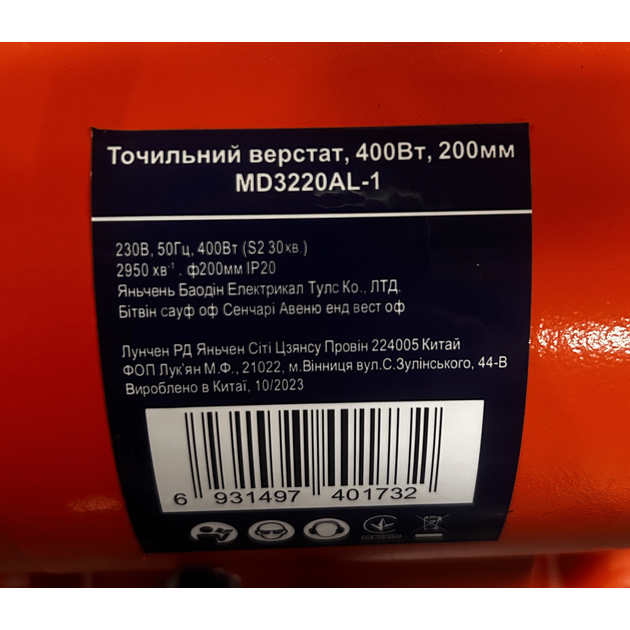 Точильний верстат, 400Вт, 200мм
MD3220AL-1
230В, 50Гц, 400Вт (S2 30хв.)
2950 хв⁻¹ . ф200мм IP20
Яньчень Баодін Електрикал Тулс Ко., ЛТД.
Бітвін сауф оф Сенчарі Авеню енд вест оф
Лунчен РД Яньчен Сіті Цзянсу Провін 224005 Китай
ФОП Лук'ян М.Ф., 21022, м.Вінниця вул.С.Зулінського, 44-В
Вироблено в Китаї, 10/2023
6 931497 401732